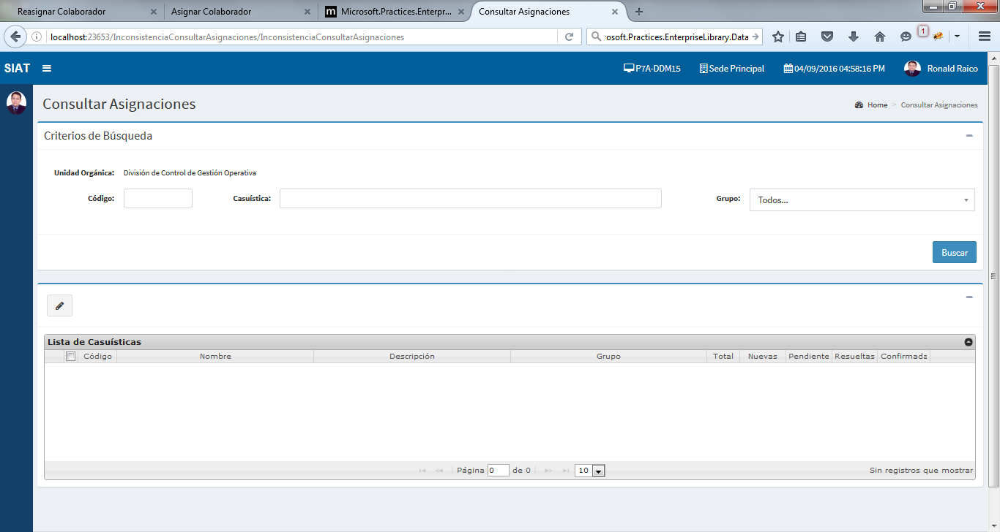 Reasignar Colaborador
Asignar Colaborador
m Microsoft.Practices.Enterpr...
Consultar Asignaciones
localhost:23653/InconsistenciaConsultarAsignaciones/InconsistenciaConsultarAsignaciones
rosoft.Practices.EnterpriseLibrary.Data
1
SIAT
P7A-DDM15
Sede Principal
04/09/2016 04:58:16 PM
Ronald Raico
Consultar Asignaciones
Home > Consultar Asignaciones
Criterios de Búsqueda
Unidad Orgánica: División de Control de Gestión Operativa
Código:
Casuística:
Grupo: Todos...
Buscar
Lista de Casuísticas
Código Nombre Descripción Grupo Total Nuevas Pendiente Resueltas Confirmada
Página 0 de 0 10 Sin registros que mostrar